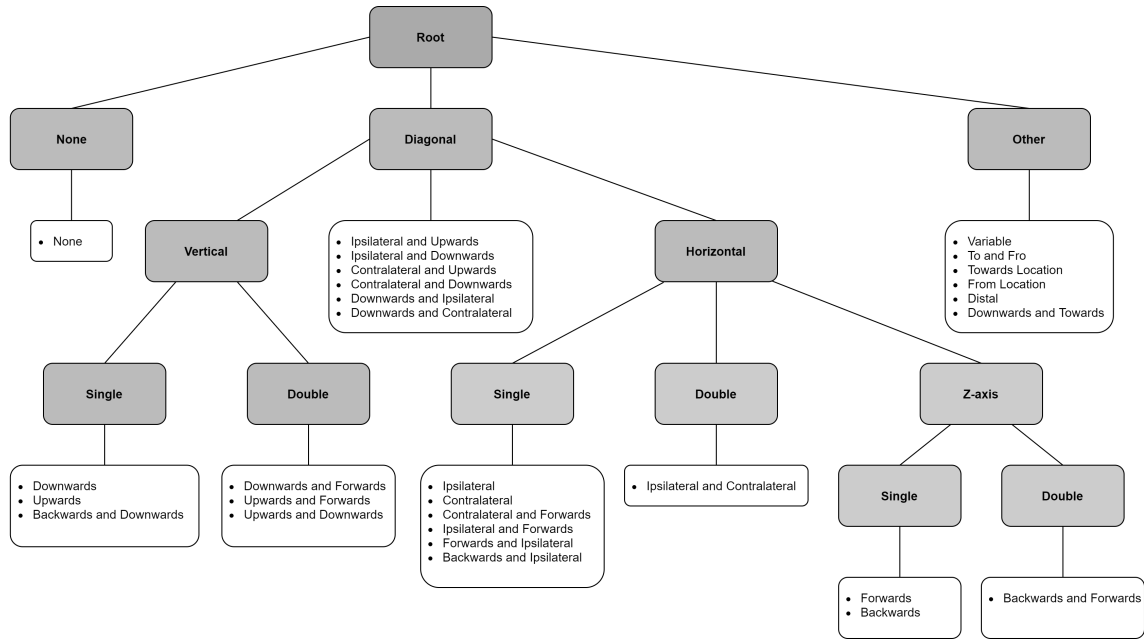 Root
None
Diagonal
Other
• None
Vertical
• Ipsilateral and Upwards
• Ipsilateral and Downwards
• Contralateral and Upwards
• Contralateral and Downwards
• Downwards and Ipsilateral
• Downwards and Contralateral
Horizontal
• Variable
• To and Fro
• Towards Location
• From Location
• Distal
• Downwards and Towards
Single
Double
Single
Double
Z-axis
• Downwards
• Upwards
• Backwards and Downwards
• Downwards and Forwards
• Upwards and Forwards
• Upwards and Downwards
• Ipsilateral
• Contralateral
• Contralateral and Forwards
• Ipsilateral and Forwards
• Forwards and Ipsilateral
• Backwards and Ipsilateral
• Ipsilateral and Contralateral
Single
Double
• Forwards
• Backwards
• Backwards and Forwards